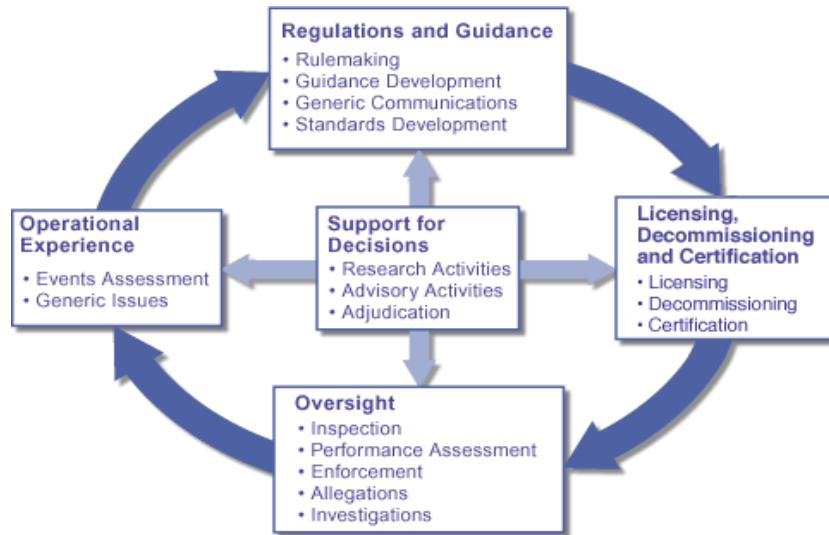 Regulations and Guidance
• Rulemaking
• Guidance Development
• Generic Communications
• Standards Development
Operational
Experience
• Events Assessment
• Generic Issues
Support for
Decisions
• Research Activities
• Advisory Activities
• Adjudication
Licensing,
Decommissioning
and Certification
• Licensing
• Decommissioning
• Certification
Oversight
• Inspection
• Performance Assessment
• Enforcement
• Allegations
• Investigations